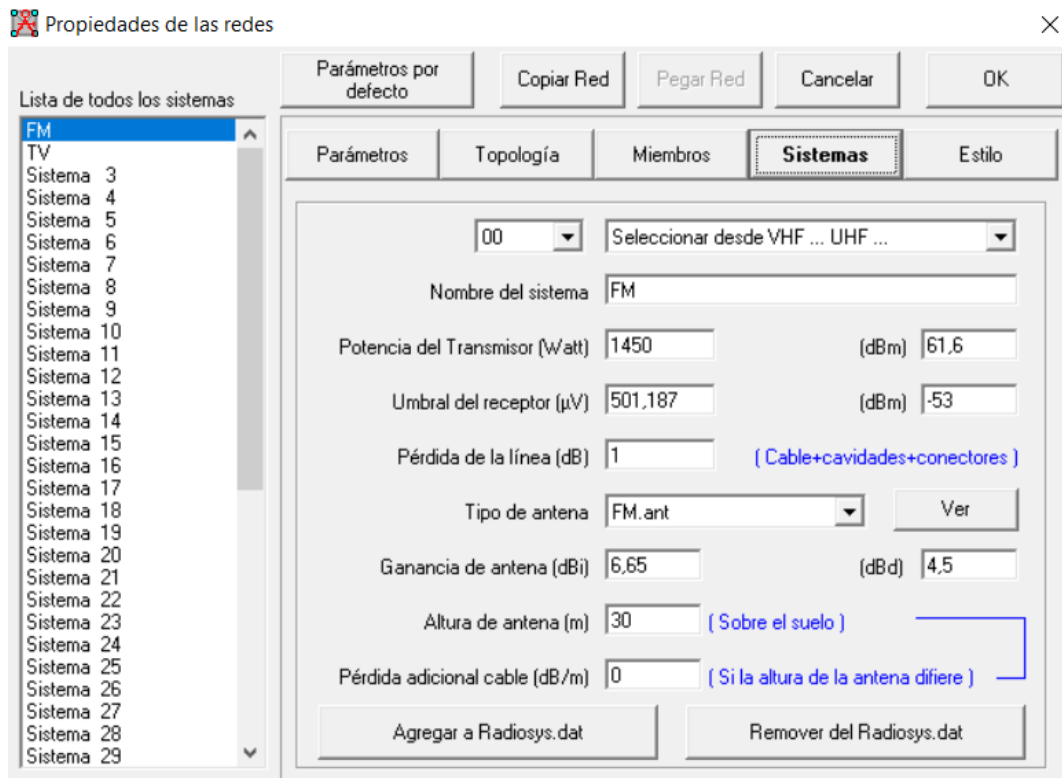 Propiedades de las redes
Lista de todos los sistemas
FM
TV
Sistema 3
Sistema 4
Sistema 5
Sistema 6
Sistema 7
Sistema 8
Sistema 9
Sistema 10
Sistema 11
Sistema 12
Sistema 13
Sistema 14
Sistema 15
Sistema 16
Sistema 17
Sistema 18
Sistema 19
Sistema 20
Sistema 21
Sistema 22
Sistema 23
Sistema 24
Sistema 25
Sistema 26
Sistema 27
Sistema 28
Sistema 29
Parámetros por
defecto
Copiar Red
Pegar Red
Cancelar
OK
Parámetros
Topología
Miembros
Sistemas
Estilo
00
Seleccionar desde VHF ... UHF ...
Nombre del sistema FM
Potencia del Transmisor (Watt) 1450 (dBm) 61,6
Umbral del receptor (µV) 501,187 (dBm) -53
Pérdida de la línea (dB) 1 ( Cable+cavidades+conectores )
Tipo de antena FM.ant Ver
Ganancia de antena (dBi) 6,65 (dBd) 4,5
Altura de antena (m) 30 ( Sobre el suelo )
Pérdida adicional cable (dB/m) 0 ( Si la altura de la antena difiere )
Agregar a Radiosys.dat
Remover del Radiosys.dat